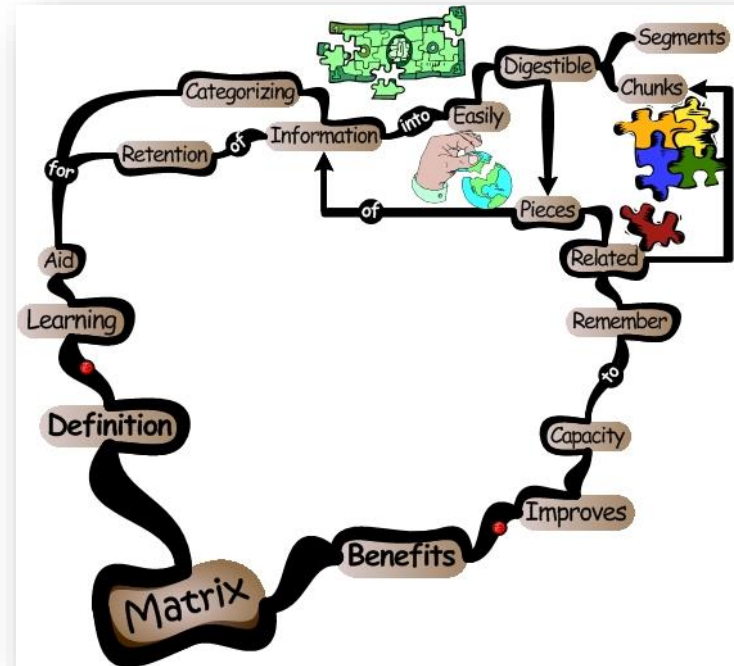 Segments
Digestible
Chunks
Categorizing
Easily
into
Information
of
Retention
for
of
Pieces
Aid
Related
Learning
Remember
to
Definition
Capacity
Improves
Benefits
Matrix